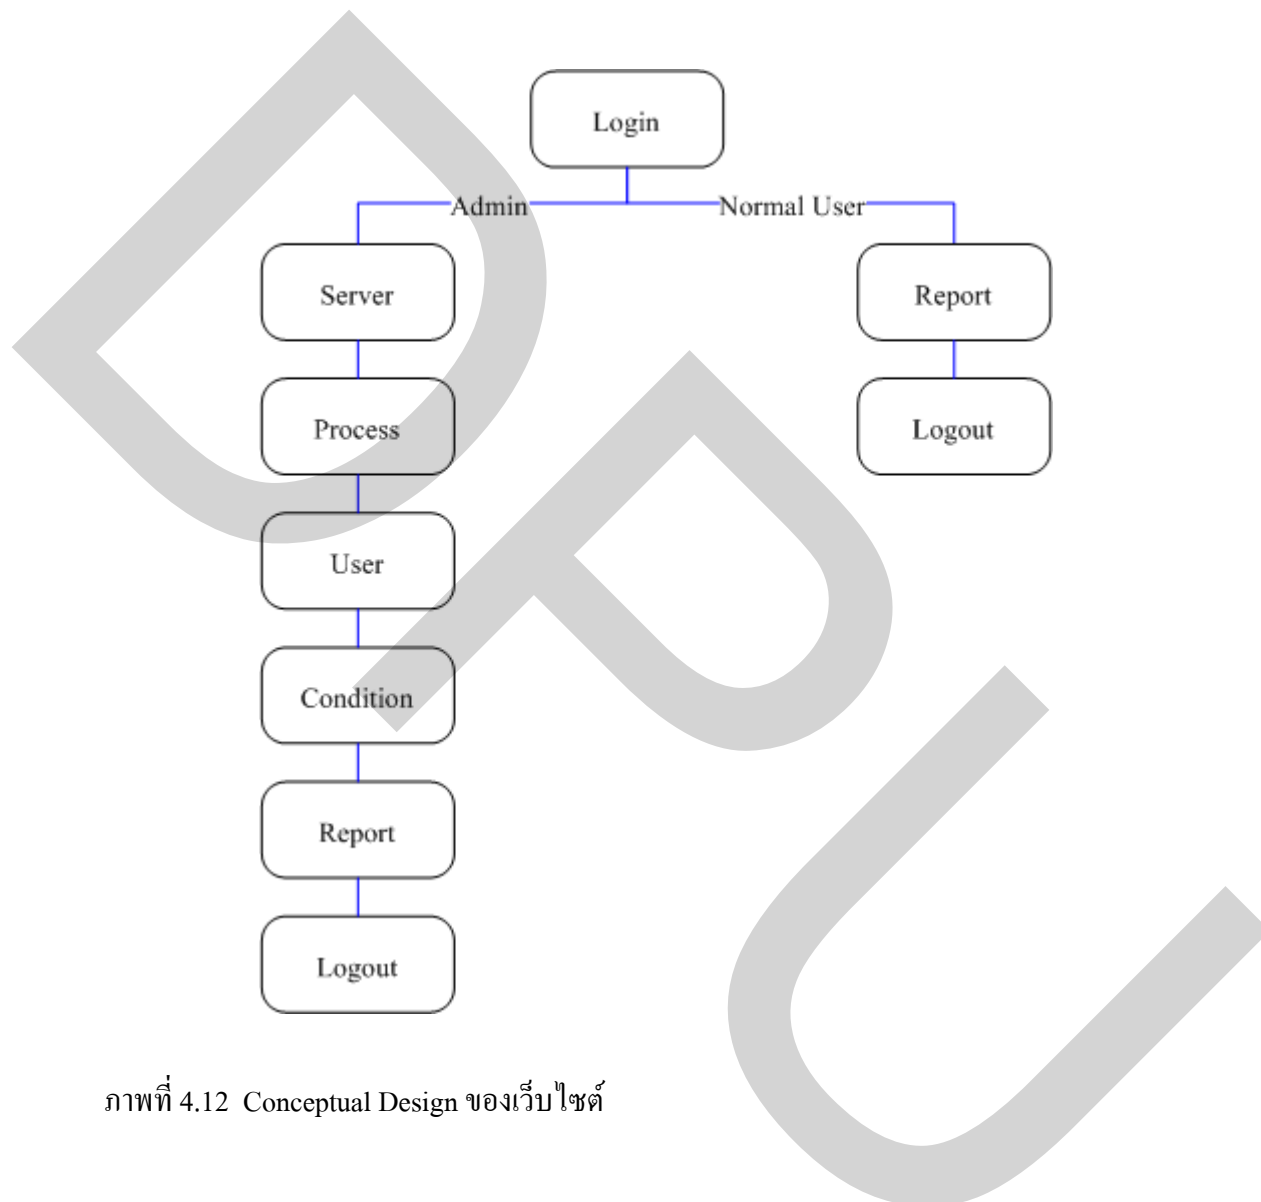 Login
Admin
Normal User
Server
Report
Process
Logout
User
Condition
Report
Logout
ภาพที่ 4.12 Conceptual Design ของเว็บไซต์
DPU